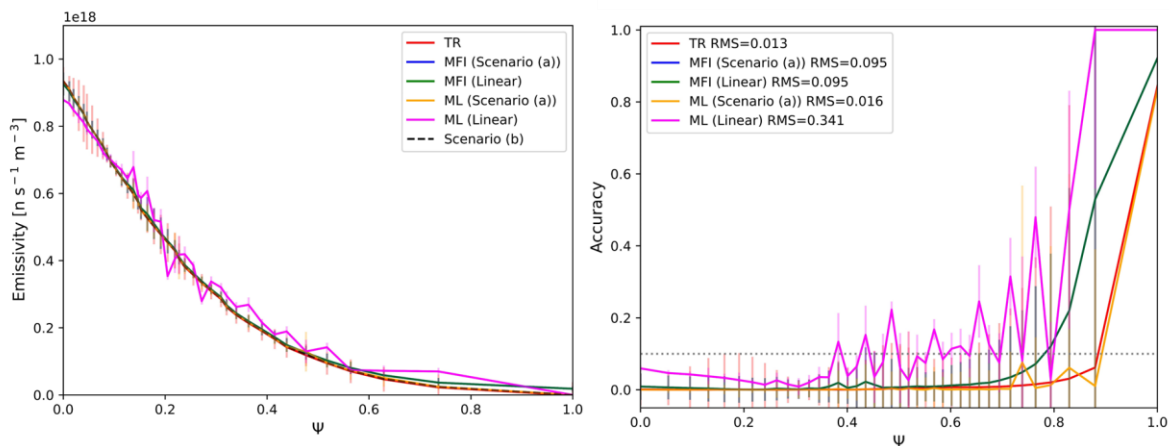 1e18
Emissivity [n s⁻¹ m⁻³]
1.0
0.8
0.6
0.4
0.2
0.0
0.0 0.2 0.4 0.6 0.8 1.0
Ψ
TR
MFI (Scenario (a))
MFI (Linear)
ML (Scenario (a))
ML (Linear)
Scenario (b)
Accuracy
1.0
0.8
0.6
0.4
0.2
0.0
0.0 0.2 0.4 0.6 0.8 1.0
Ψ
TR RMS=0.013
MFI (Scenario (a)) RMS=0.095
MFI (Linear) RMS=0.095
ML (Scenario (a)) RMS=0.016
ML (Linear) RMS=0.341